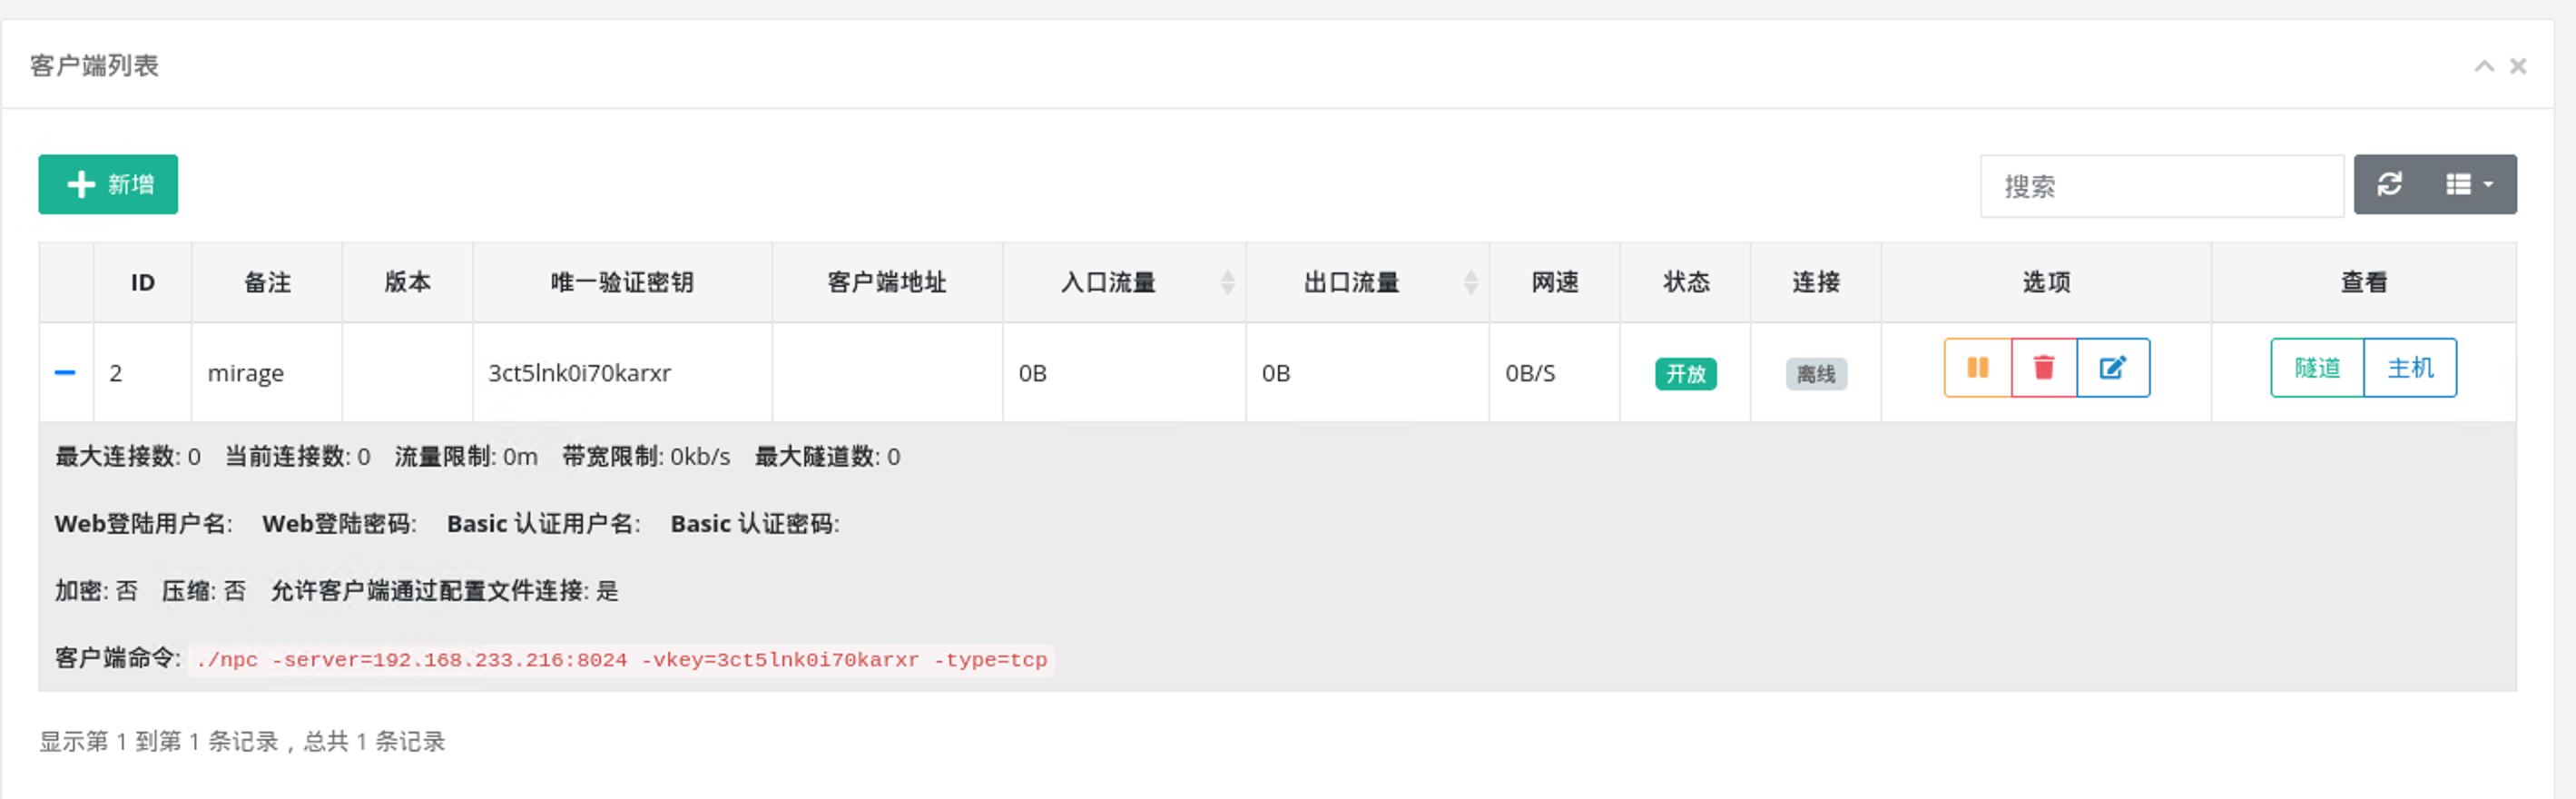 客户端列表
新增
搜索
ID 备注 版本 唯一验证密钥 客户端地址 入口流量 出口流量 网速 状态 连接 选项 查看
2 mirage 3ct5lnk0i70karxr 0B 0B 0B/S 开放 离线 隧道 主机
最大连接数: 0 当前连接数: 0 流量限制: 0m 带宽限制: 0kb/s 最大隧道数: 0
Web登陆用户名: Web登陆密码: Basic 认证用户名: Basic 认证密码:
加密: 否 压缩: 否 允许客户端通过配置文件连接: 是
客户端命令: ./npc -server=192.168.233.216:8024 -vkey=3ct5lnk0i70karxr -type=tcp
显示第 1 到第 1 条记录，总共 1 条记录